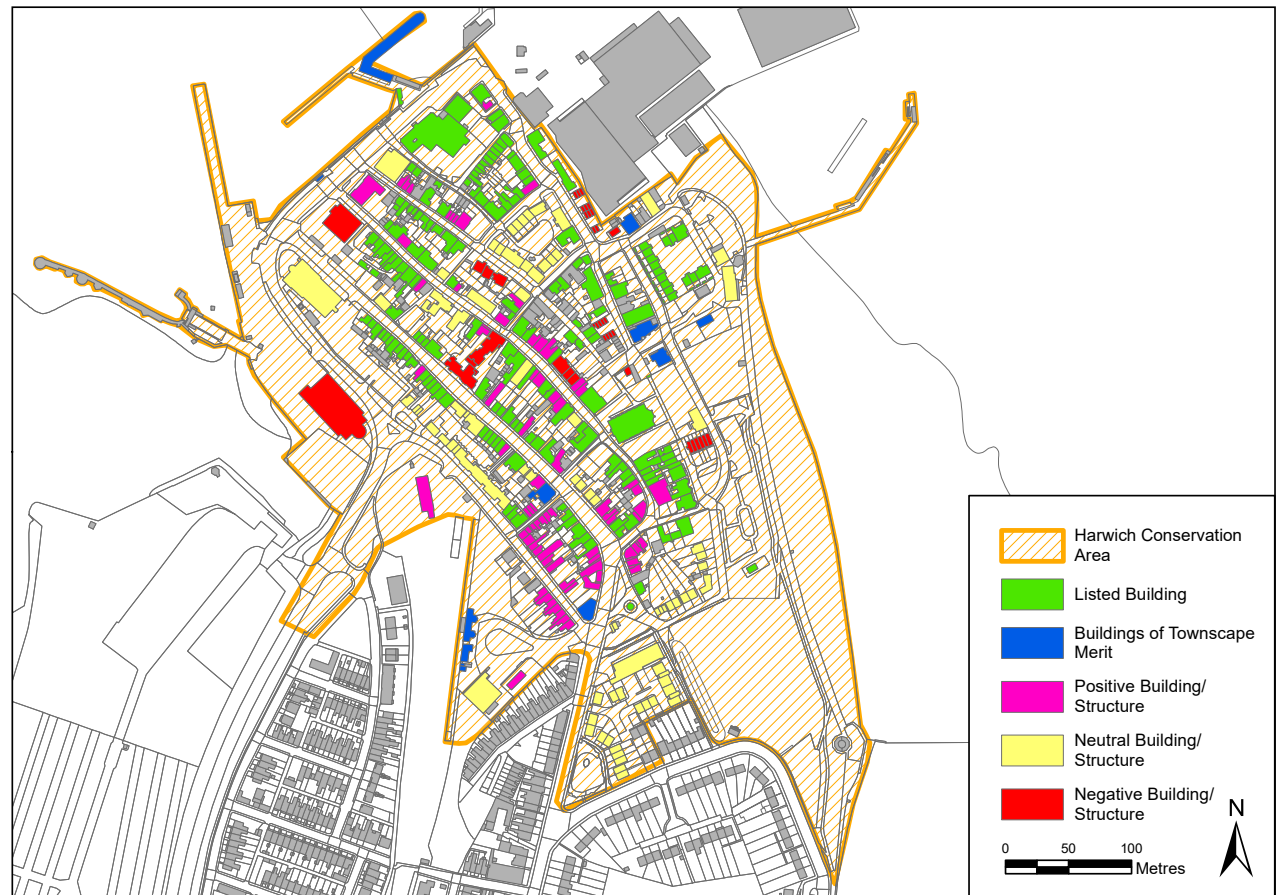 Harwich Conservation
Area
Listed Building
Buildings of Townscape
Merit
Positive Building/
Structure
Neutral Building/
Structure
Negative Building/
Structure
N
0 50 100
Metres